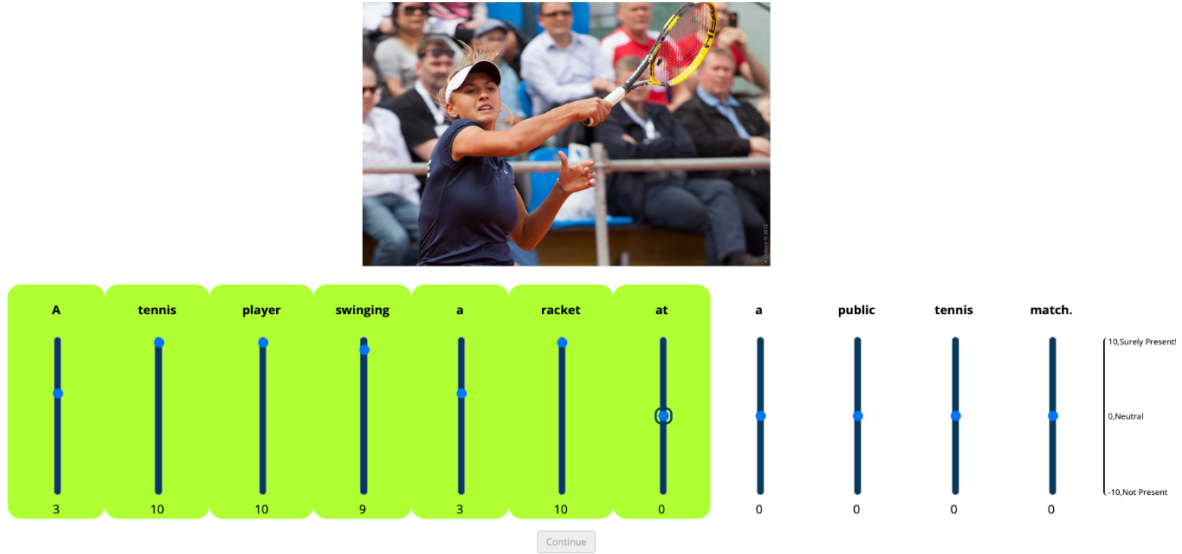 HEAD
A tennis player swinging a racket at a public tennis match.
10,Surely Present!
0,Neutral
-10,Not Present
3 10 10 9 3 10 0 0 0 0 0
Continue